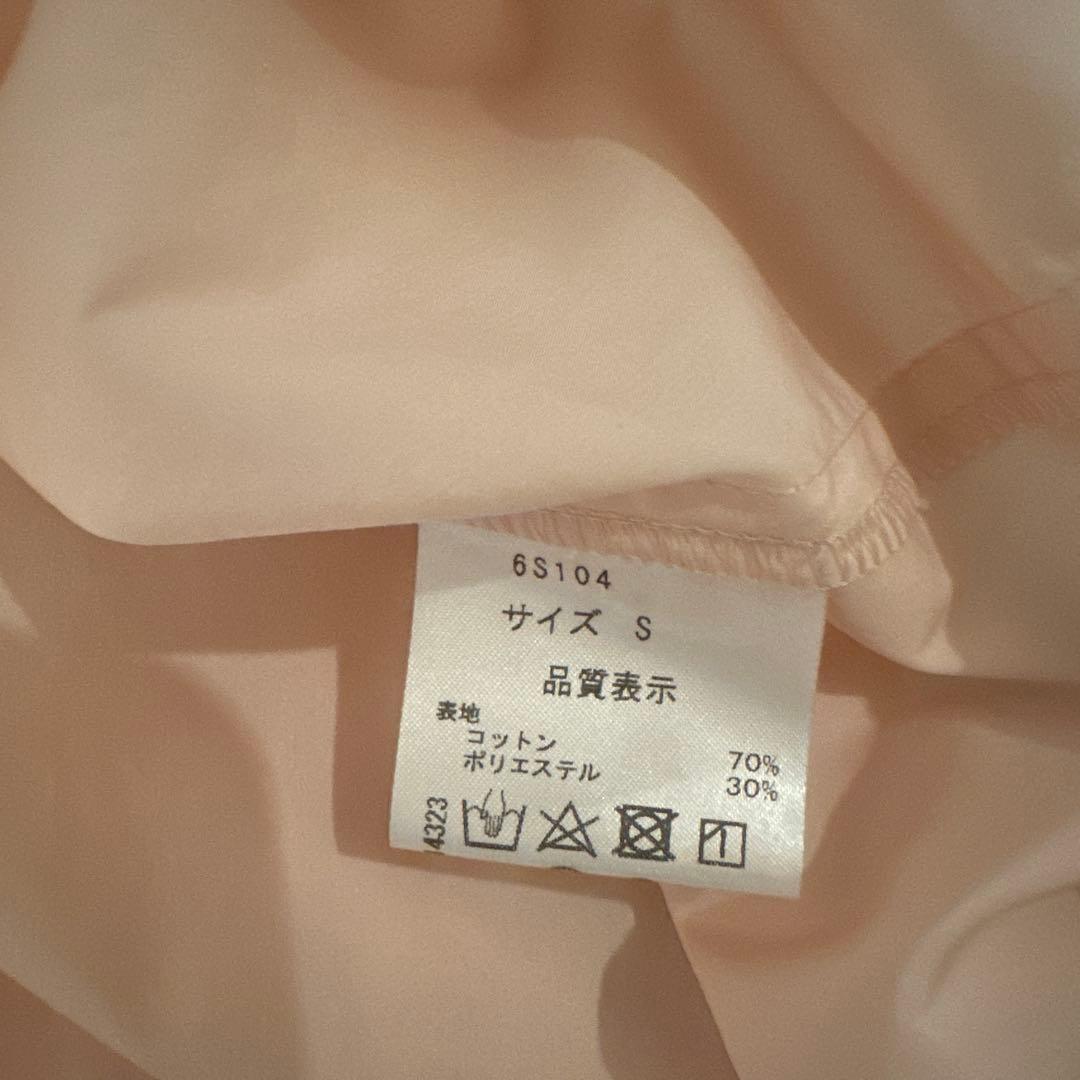 6S104
サイズ S
品質表示
表地
コットン 70%
ポリエステル 30%
4323